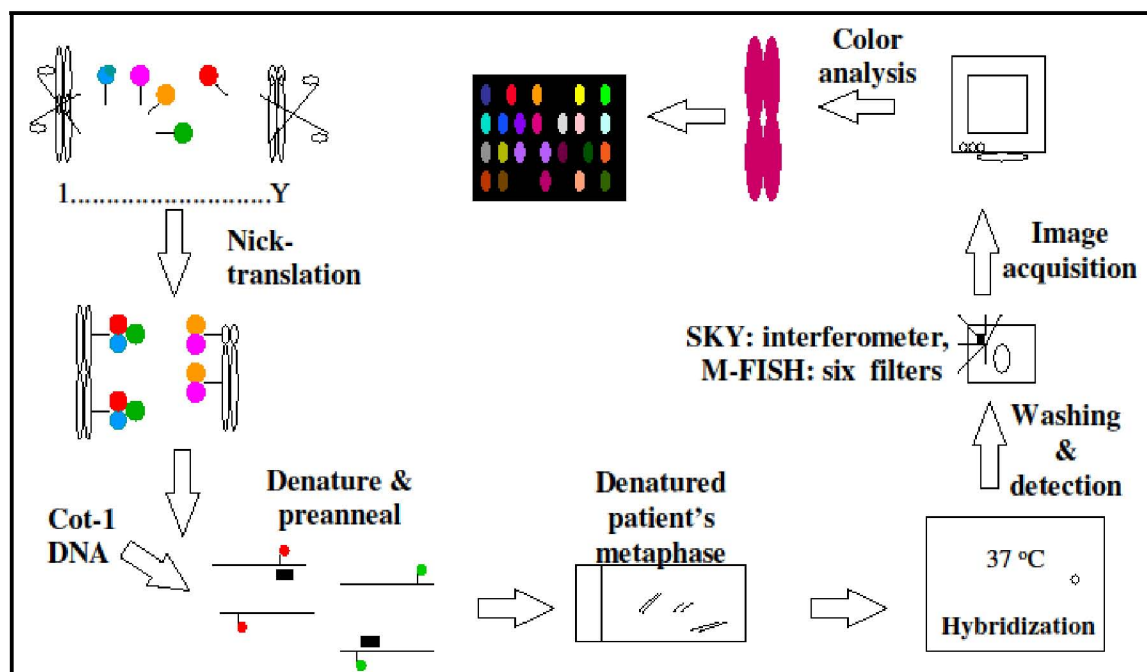 1..............................Y
Nick-
translation
Cot-1
DNA
Denature &
preanneal
Denatured
patient's
metaphase
37 °C
Hybridization
Washing
&
detection
SKY: interferometer,
M-FISH: six filters
Image
acquisition
Color
analysis